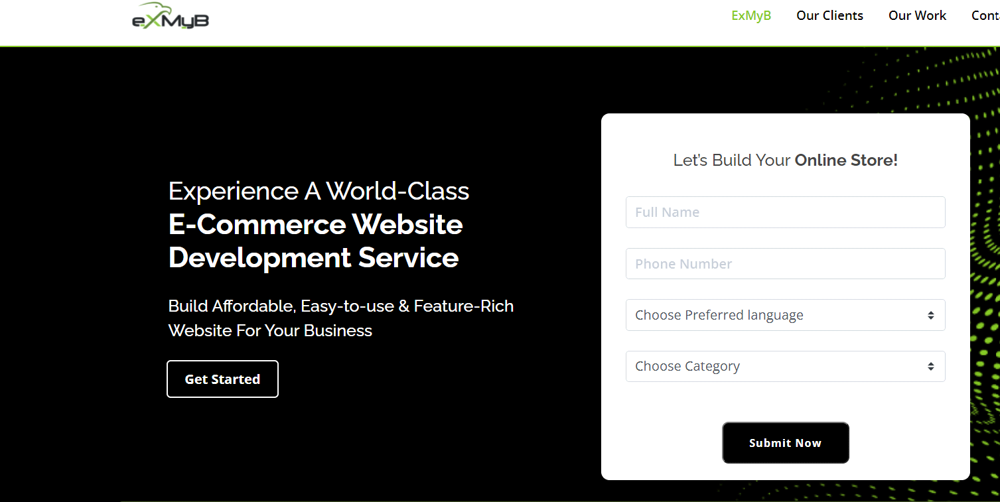 eXMyB
ExMyB
Our Clients
Our Work
Let’s Build Your Online Store!
Full Name
Phone Number
Choose Preferred language
Choose Category
Submit Now
Experience A World-Class
E-Commerce Website
Development Service
Build Affordable, Easy-to-use & Feature-Rich
Website For Your Business
Get Started